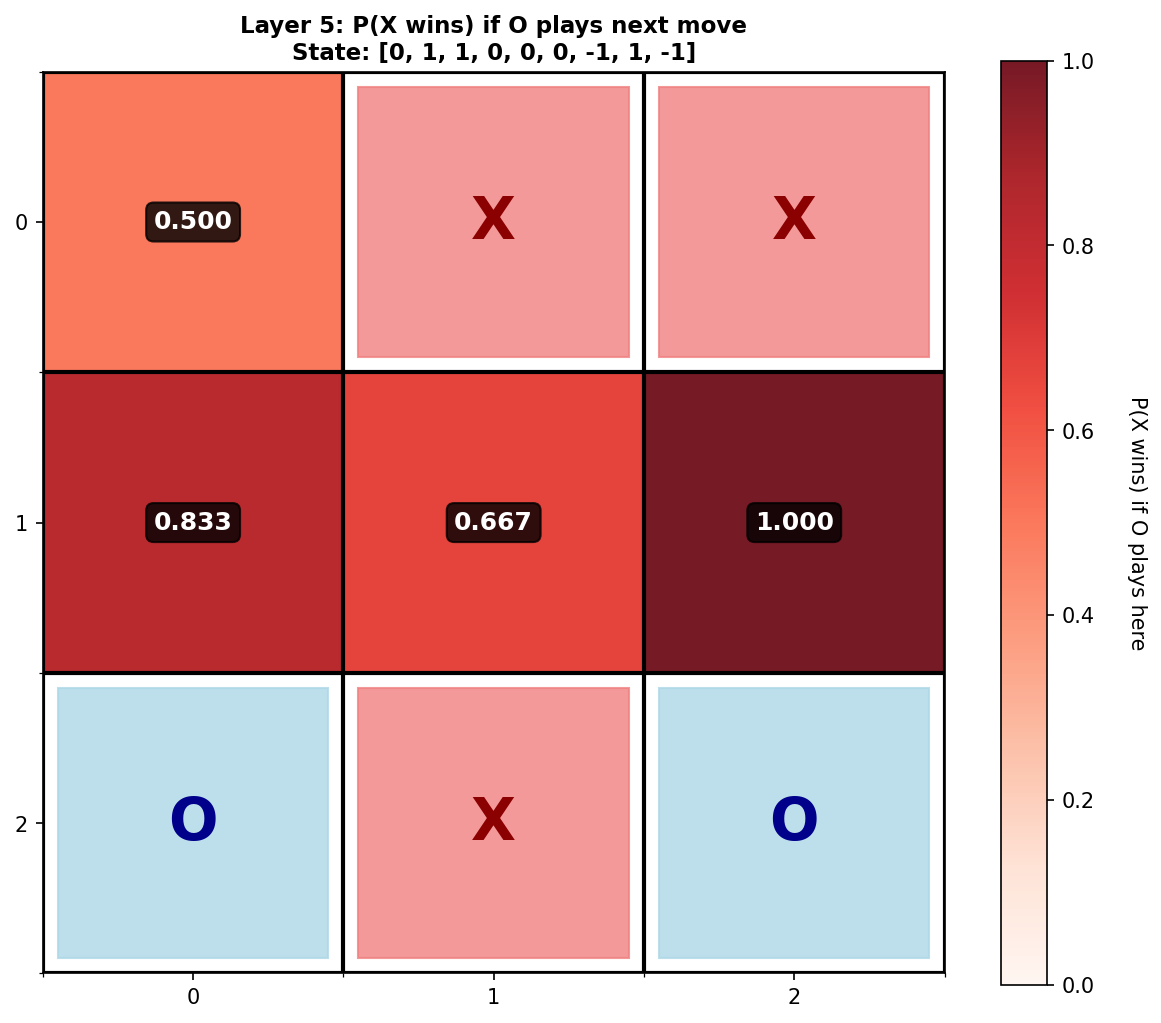 Layer 5: P(X wins) if O plays next move
State: [0, 1, 1, 0, 0, 0, -1, 1, -1]
0
0.500
X
X
1
0.833
0.667
1.000
2
O
X
O
0
1
2
1.0
0.8
0.6
0.4
0.2
0.0
P(X wins) if O plays here